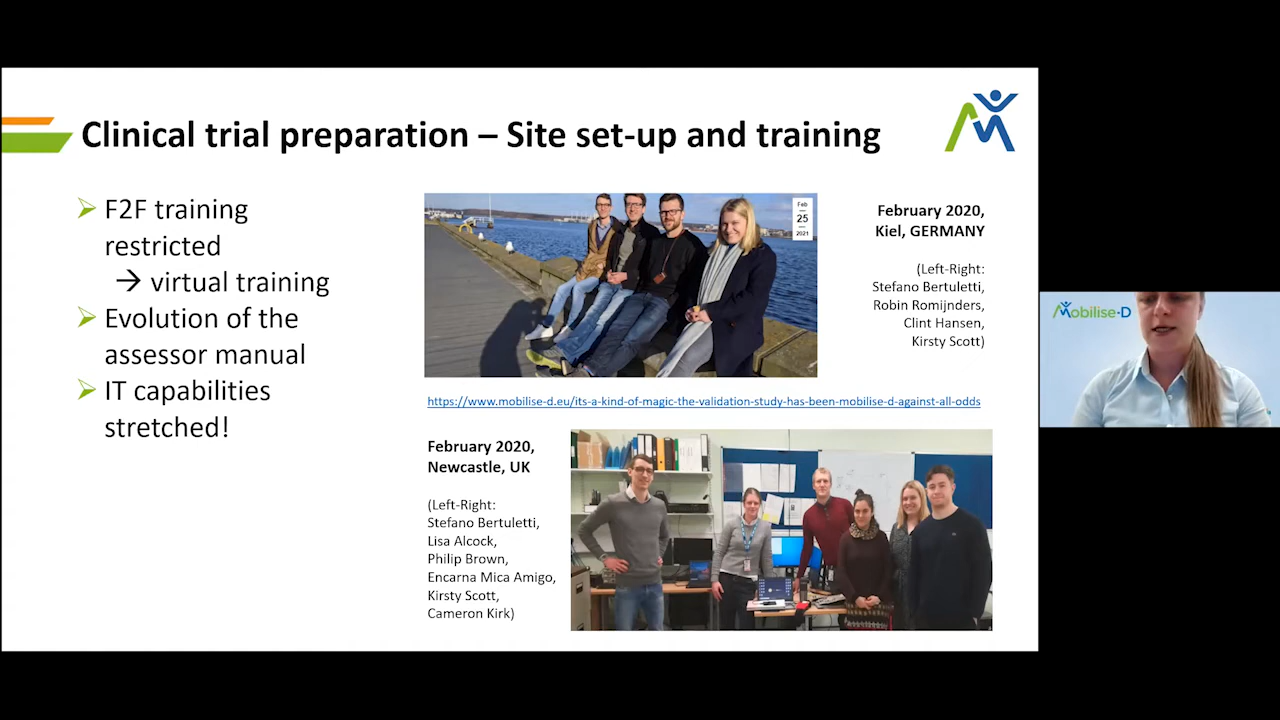 Clinical trial preparation – Site set-up and training
F2F training
restricted
→ virtual training
Evolution of the
assessor manual
IT capabilities
stretched!
Feb
25
2021
February 2020,
Kiel, GERMANY
(Left-Right:
Stefano Bertuletti,
Robin Romijnders,
Clint Hansen,
Kirsty Scott)
https://www.mobilise-d.eu/its-a-kind-of-magic-the-validation-study-has-been-mobilise-d-against-all-odds
February 2020,
Newcastle, UK
(Left-Right:
Stefano Bertuletti,
Lisa Alcock,
Philip Brown,
Encarna Mica Amigo,
Kirsty Scott,
Cameron Kirk)
Mobilise-D